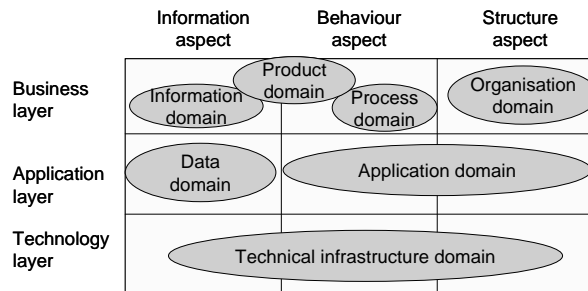 Information
aspect
Behaviour
aspect
Structure
aspect
Business
layer
Information
domain
Product
domain
Process
domain
Organisation
domain
Application
layer
Data
domain
Application domain
Technology
layer
Technical infrastructure domain